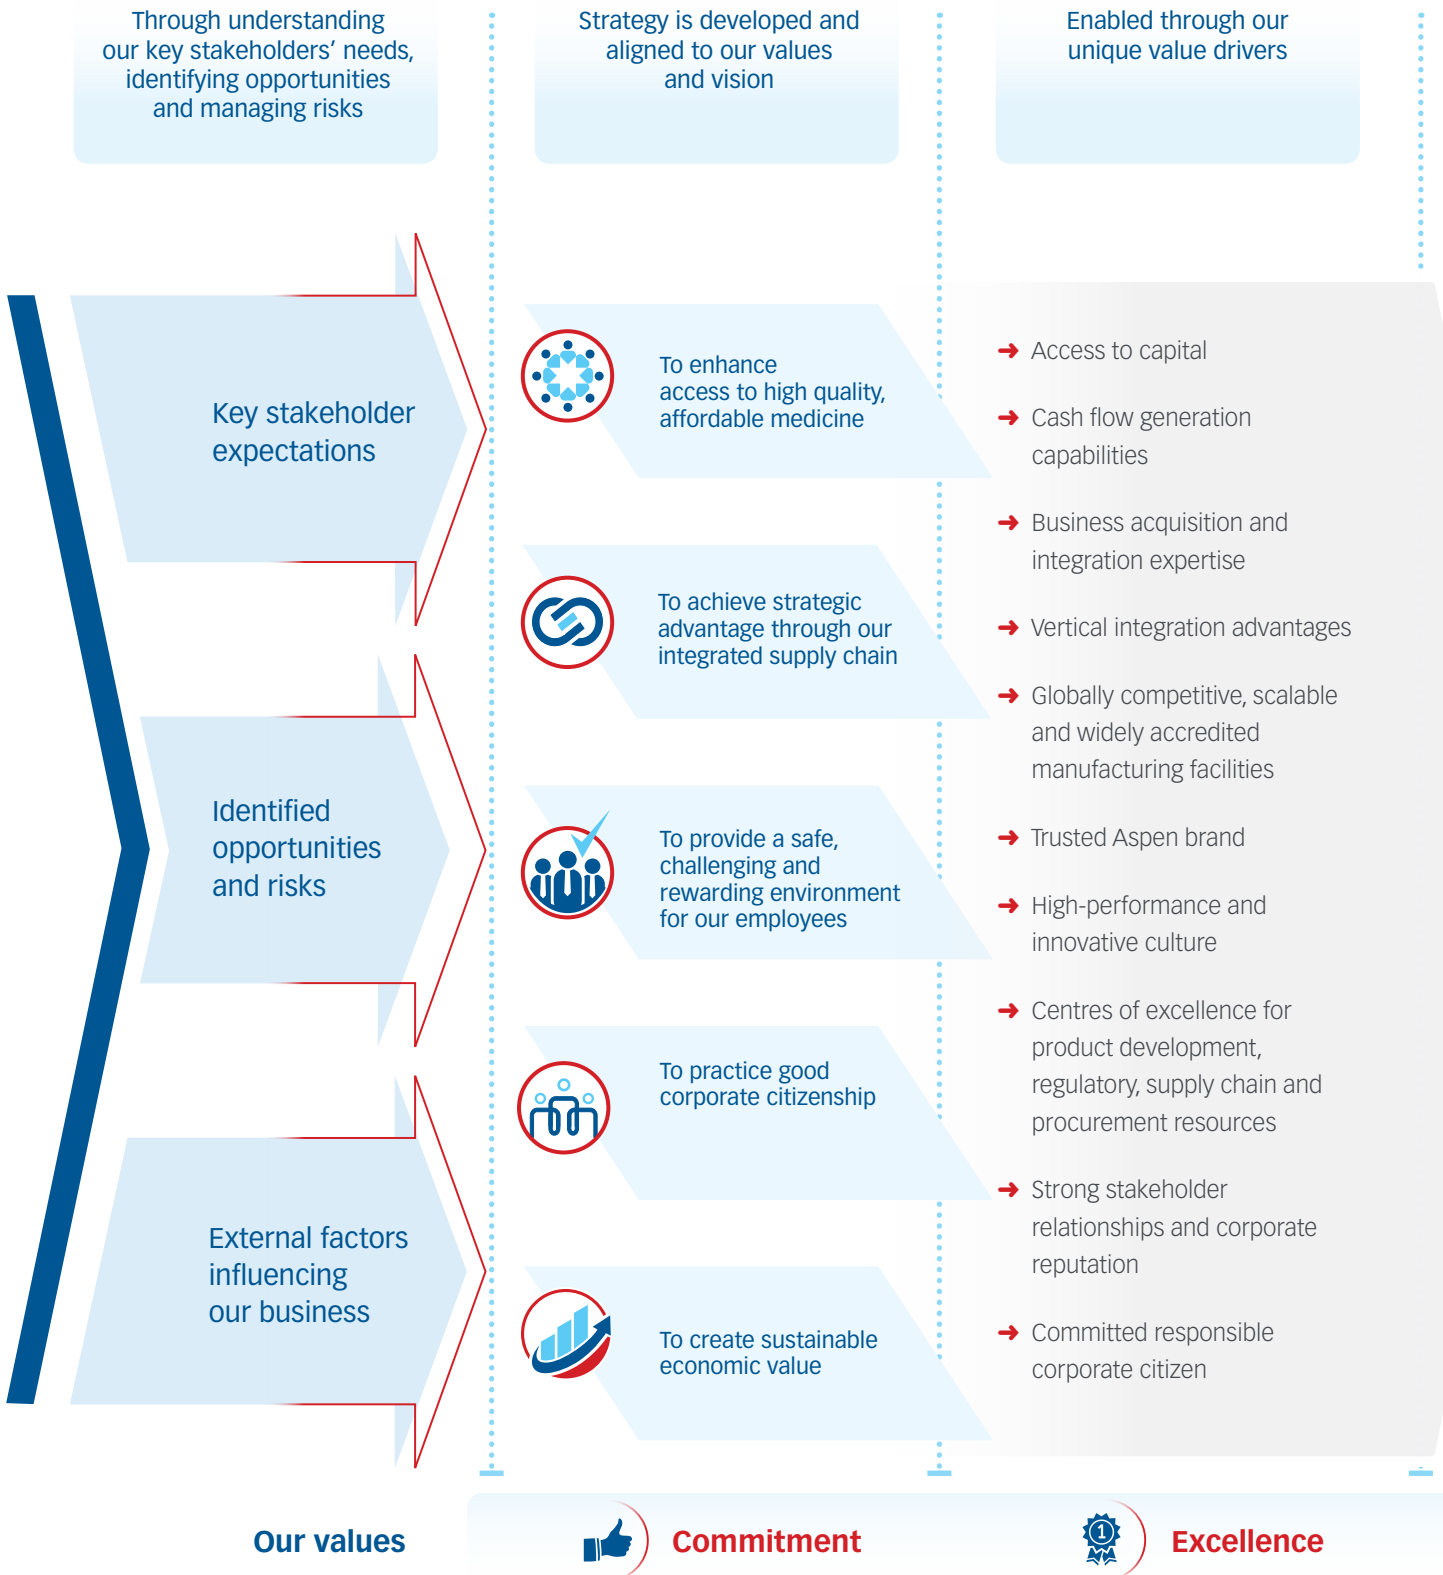 Through understanding
our key stakeholders’ needs,
identifying opportunities
and managing risks
Strategy is developed and
aligned to our values
and vision
Enabled through our
unique value drivers
Key stakeholder
expectations
Identified
opportunities
and risks
External factors
influencing
our business
To enhance
access to high quality,
affordable medicine
To achieve strategic
advantage through our
integrated supply chain
To provide a safe,
challenging and
rewarding environment
for our employees
To practice good
corporate citizenship
To create sustainable
economic value
Access to capital
Cash flow generation
capabilities
Business acquisition and
integration expertise
Vertical integration advantages
Globally competitive, scalable
and widely accredited
manufacturing facilities
Trusted Aspen brand
High-performance and
innovative culture
Centres of excellence for
product development,
regulatory, supply chain and
procurement resources
Strong stakeholder
relationships and corporate
reputation
Committed responsible
corporate citizen
Our values
Commitment
1
Excellence